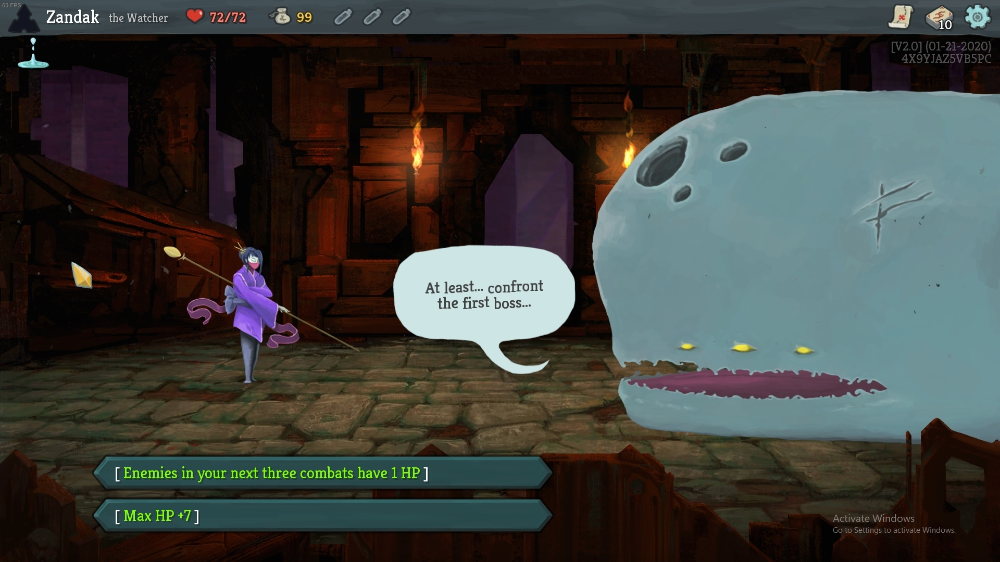 60 FPS
Zandak the Watcher 72/72 99 10
[V2.0] (01-21-2020)
4X9YJAZ5VB5PC
At least... confront
the first boss...
[ Enemies in your next three combats have 1 HP ]
[ Max HP +7 ]
Activate Windows
Go to Settings to activate Windows.